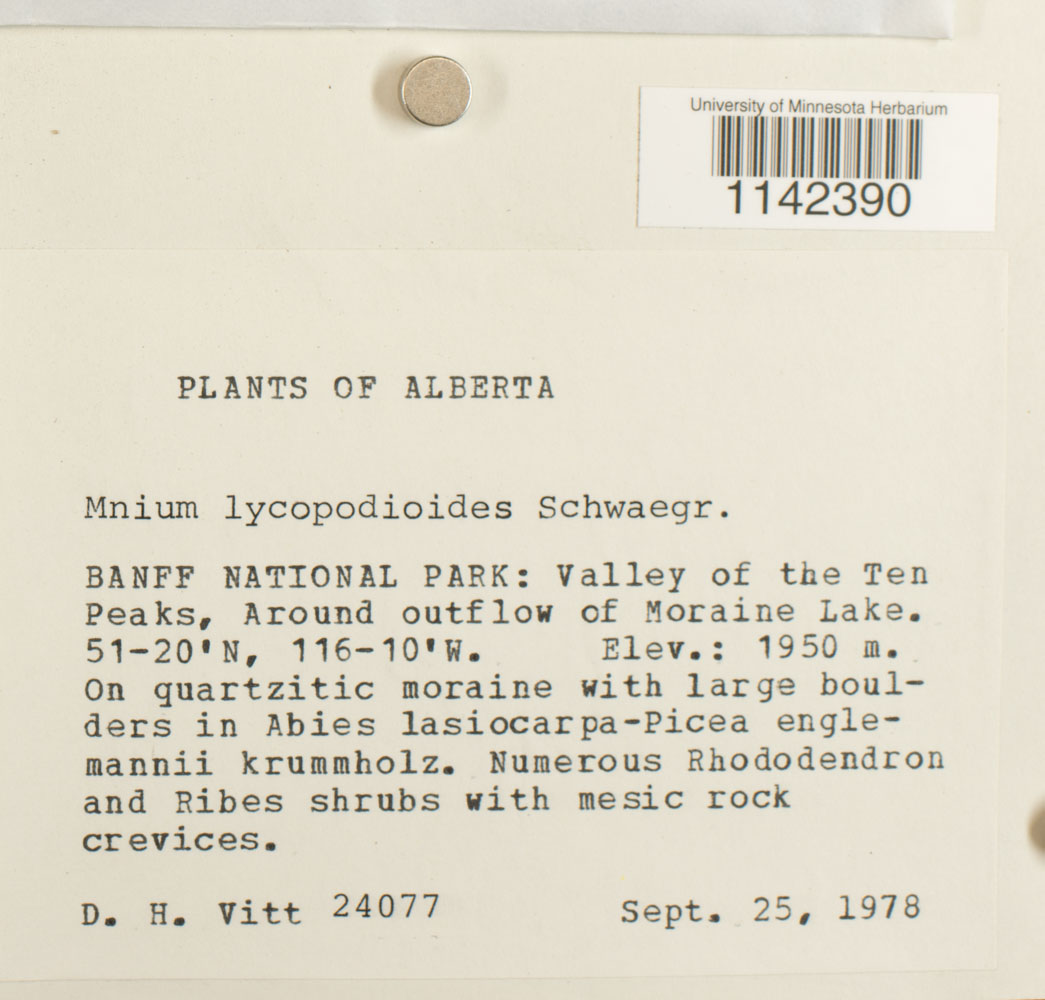 University of Minnesota Herbarium
1142390
PLANTS OF ALBERTA
Mnium lycopodioides Schwaegr.
BANFF NATIONAL PARK: Valley of the Ten
Peaks, Around outflow of Moraine Lake.
51-20'N, 116-10'W. Elev.: 1950 m.
On quartzitic moraine with large boul-
ders in Abies lasiocarpa-Picea engle-
mannii krummholz. Numerous Rhododendron
and Ribes shrubs with mesic rock
crevices.
D. H. Vitt 24077 Sept. 25, 1978